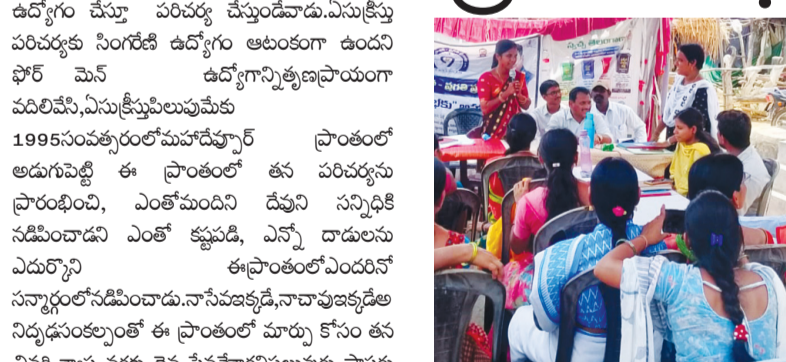 ఉద్యోగం చేస్తూ పరిచర్య చేస్తుండేవాడు.ఏసుక్రీస్తు
పరిచర్యకు సింగరేణి ఉద్యోగం ఆటంకంగా ఉందని
ఫోర్ మెన్ ఉద్యోగాన్నితృణప్రాయంగా
వదిలివేసి,ఏసుక్రీస్తుపిలుపుమేకు
1995సంవత్సరంలోమహాదేవ్పూర్ ప్రాంతంలో
అడుగుపెట్టి ఈ ప్రాంతంలో తన పరిచర్యను
ప్రారంభించి, ఎంతోమందిని దేవుని సన్నిధికి
నడిపించాడని ఎంతో కష్టపడి, ఎన్నో దాడులను
ఎదుర్కొని ఈప్రాంతంలోఎందరినో
సన్మార్గంలోనడిపించాడు.నాసేవఇక్కడే,నాచావుఇక్కడేఅ
నిదృఢసంకల్పంతో ఈ ప్రాంతంలో మార్పు కోసం తన